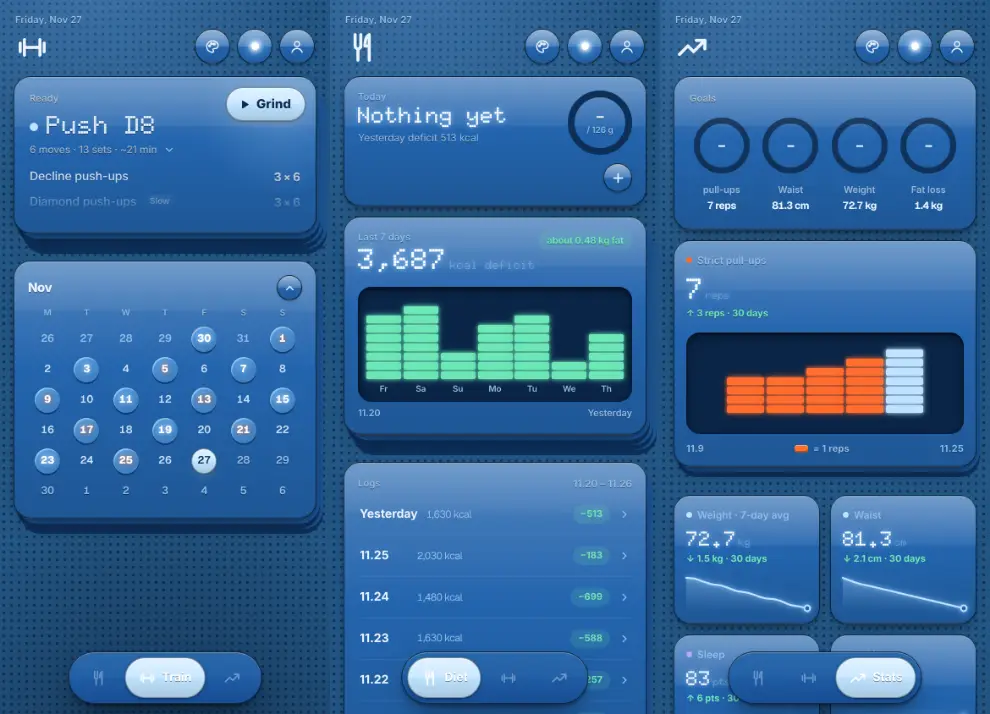 Friday, Nov 27
Ready
Grind
Push D8
6 moves · 13 sets · ~21 min
Decline push-ups 3 × 6
Diamond push-ups Slow 3 × 6
Nov
M T W T F S S
26 27 28 29 30 31 1
2 3 4 5 6 7 8
9 10 11 12 13 14 15
16 17 18 19 20 21 22
23 24 25 26 27 28 29
30 1 2 3 4 5 6
Train
Friday, Nov 27
Today
Nothing yet
Yesterday deficit 513 kcal
-
/ 126 g
Last 7 days
about 0.48 kg fat
3,687 kcal deficit
Fr Sa Su Mo Tu We Th
11.20 Yesterday
Logs 11.20 – 11.26
Yesterday 1,630 kcal -513
11.25 2,030 kcal -183
11.24 1,480 kcal -699
11.23 1,630 kcal -588
11.22 257
Diet
Friday, Nov 27
Goals
- - - -
pull-ups Waist Weight Fat loss
7 reps 81.3 cm 72.7 kg 1.4 kg
Strict pull-ups
7 reps
↑ 3 reps · 30 days
11.9 = 1 reps 11.25
Weight · 7-day avg
72.7 kg
↓ 1.5 kg · 30 days
Waist
81.3 cm
↓ 2.1 cm · 30 days
Sleep
83 pts
↑ 6 pts · 30
Stats